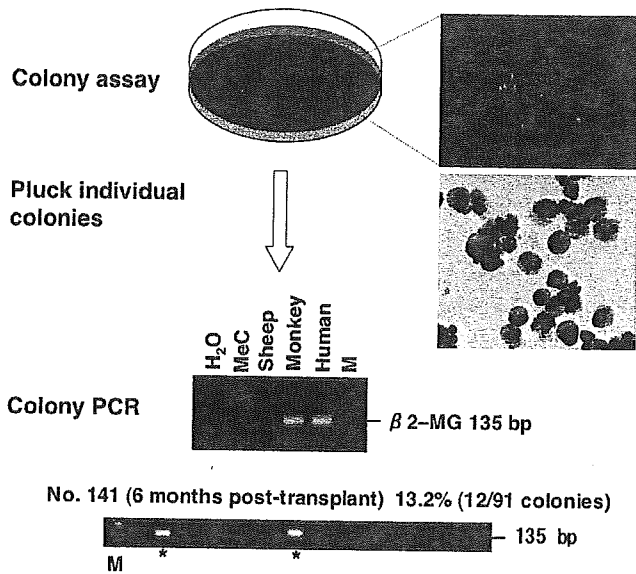 Colony assay
Pluck individual
colonies
H2O
MeC
Sheep
Monkey
Human
M
Colony PCR
β2-MG 135 bp
No. 141 (6 months post-transplant) 13.2% (12/91 colonies)
135 bp
M
*
*